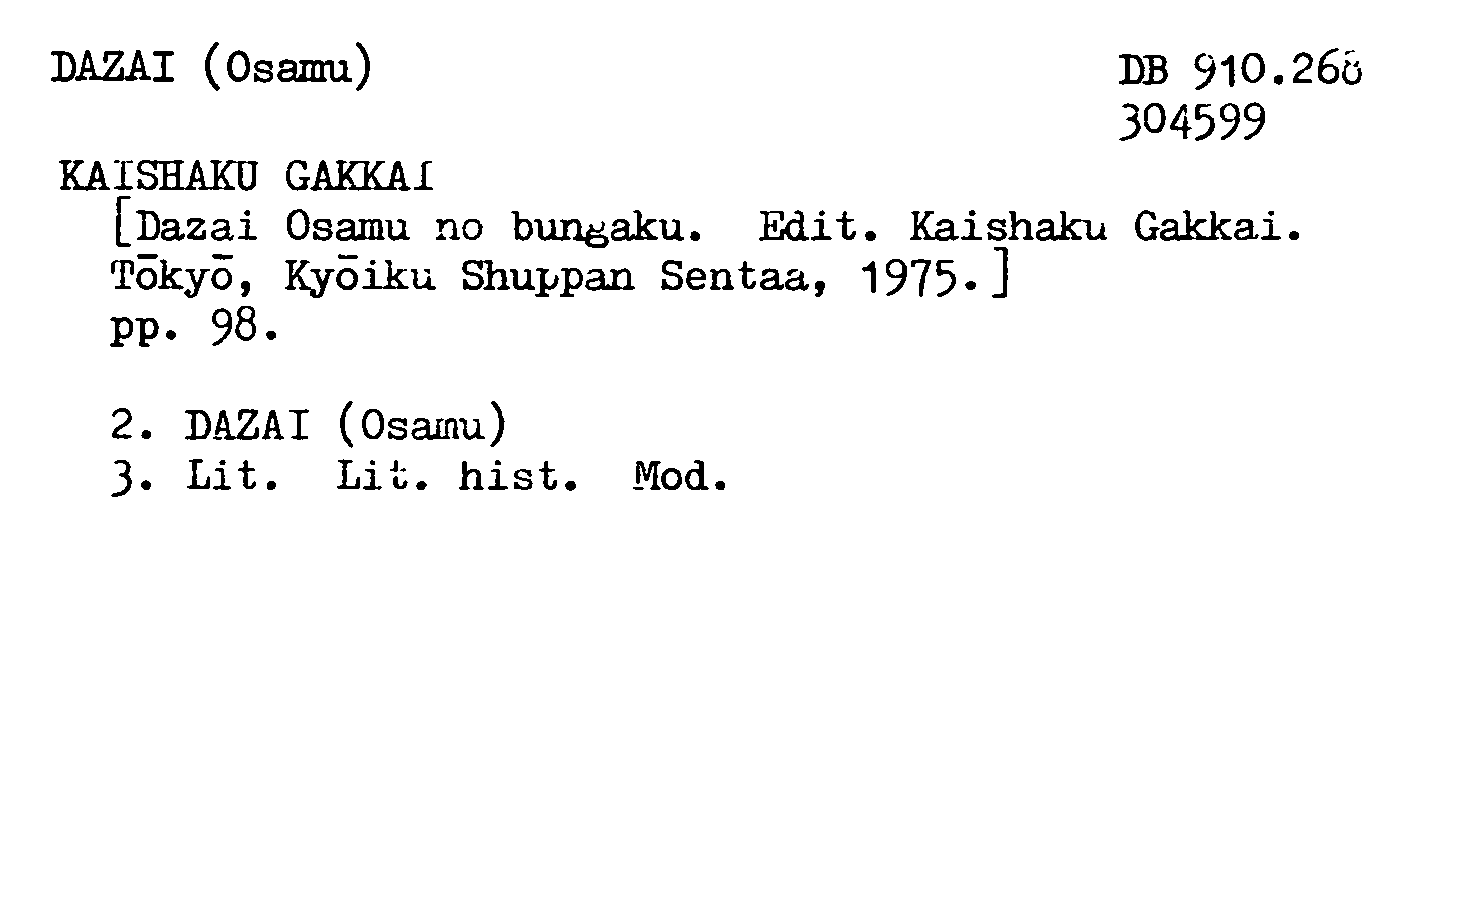 DAZAI (Osamu)
DB 910.268
304599
KAISHAKU GAKKAI
[Dazai Osamu no bungaku. Edit. Kaishaku Gakkai.
Tōkyō, Kyōiku Shuppan Sentaa, 1975.]
pp. 98.
2. DAZAI (Osamu)
3. Lit. Lit. hist. Mod.